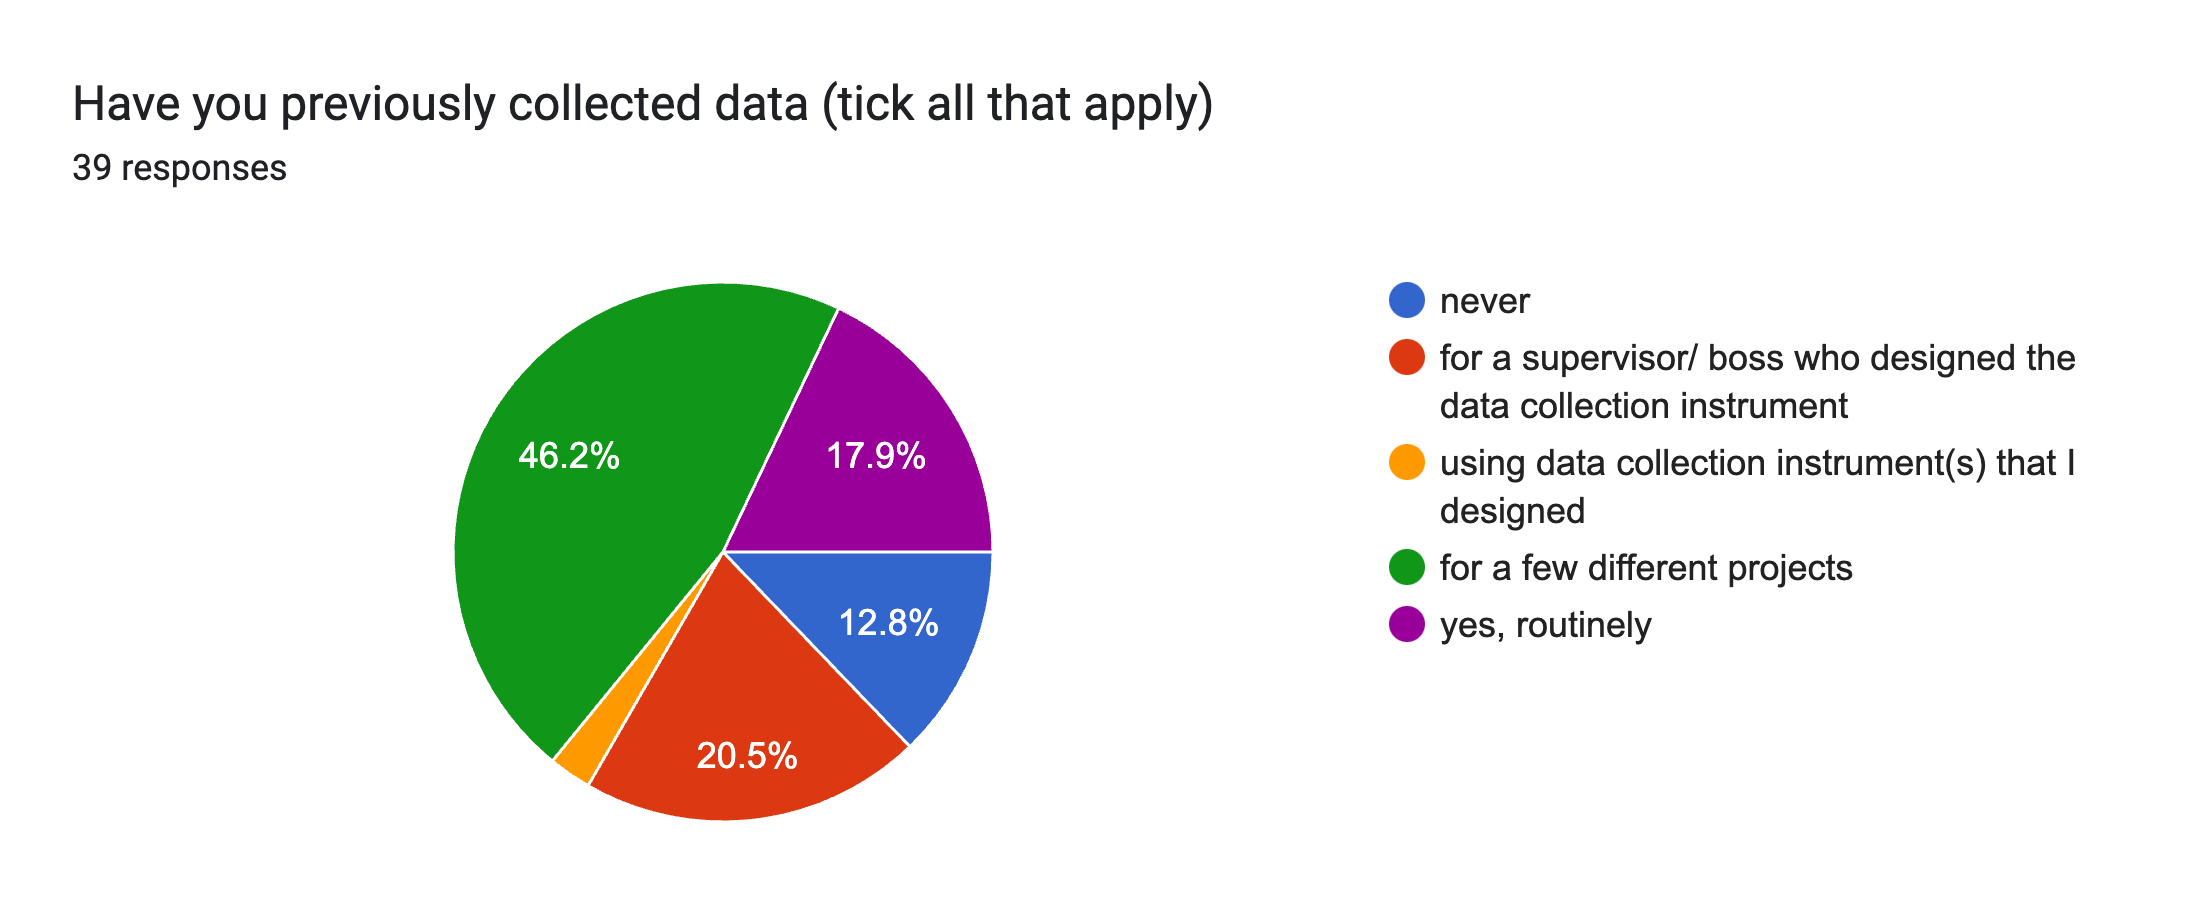 Have you previously collected data (tick all that apply)
39 responses
46.2%
17.9%
12.8%
20.5%
never
for a supervisor/ boss who designed the
data collection instrument
using data collection instrument(s) that I
designed
for a few different projects
yes, routinely